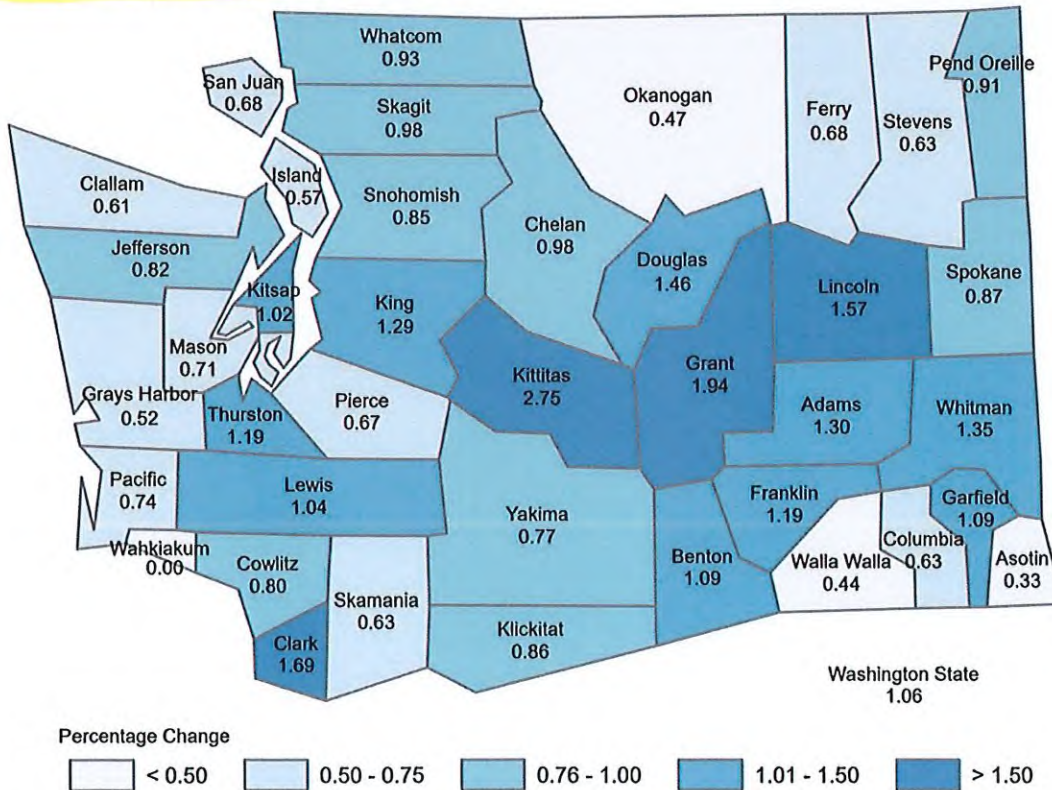 Whatcom
0.93
San Juan
0.68
Skagit
0.98
Okanogan
0.47
Ferry
0.68
Stevens
0.63
Pend Oreille
0.91
Island
0.57
Clallam
0.61
Snohomish
0.85
Chelan
0.98
Jefferson
0.82
Douglas
1.46
Kitsap
1.02
King
1.29
Lincoln
1.57
Spokane
0.87
Mason
0.71
Kittitas
2.75
Grant
1.94
Grays Harbor
0.52
Thurston
1.19
Pierce
0.67
Adams
1.30
Whitman
1.35
Pacific
0.74
Lewis
1.04
Yakima
0.77
Franklin
1.19
Garfield
1.09
Wahkiakum
0.00
Cowlitz
0.80
Benton
1.09
Walla Walla
0.44
Columbia
0.63
Asotin
0.33
Skamania
0.63
Clark
1.69
Klickitat
0.86
Washington State
1.06
Percentage Change
< 0.50
0.50 - 0.75
0.76 - 1.00
1.01 - 1.50
> 1.50